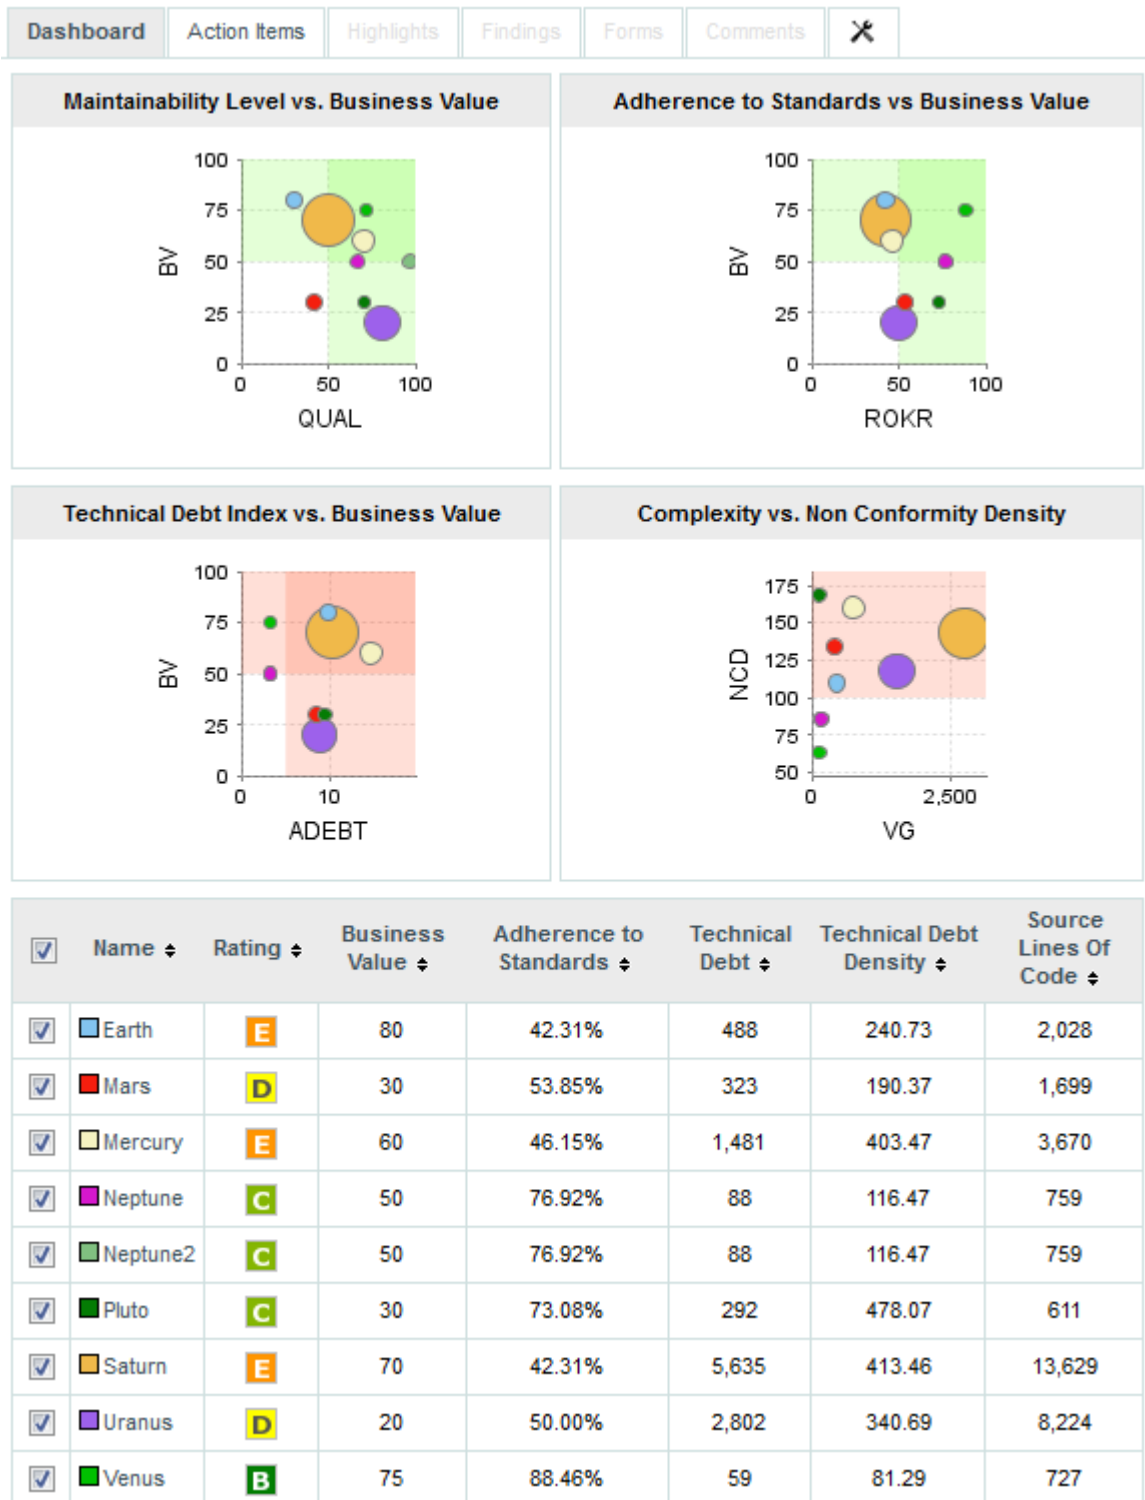 Dashboard Action Items Highlights Findings Forms Comments
Maintainability Level vs. Business Value
100
75
50
25
0
BV
0 50 100
QUAL
Adherence to Standards vs Business Value
100
75
50
25
0
BV
0 50 100
ROKR
Technical Debt Index vs. Business Value
100
75
50
25
0
BV
0 10
ADEBT
Complexity vs. Non Conformity Density
175
150
125
100
75
50
NCD
0 2,500
VG
Name Rating Business Value Adherence to Standards Technical Debt Technical Debt Density Source Lines Of Code
Earth E 80 42.31% 488 240.73 2,028
Mars D 30 53.85% 323 190.37 1,699
Mercury E 60 46.15% 1,481 403.47 3,670
Neptune C 50 76.92% 88 116.47 759
Neptune2 C 50 76.92% 88 116.47 759
Pluto C 30 73.08% 292 478.07 611
Saturn E 70 42.31% 5,635 413.46 13,629
Uranus D 20 50.00% 2,802 340.69 8,224
Venus B 75 88.46% 59 81.29 727